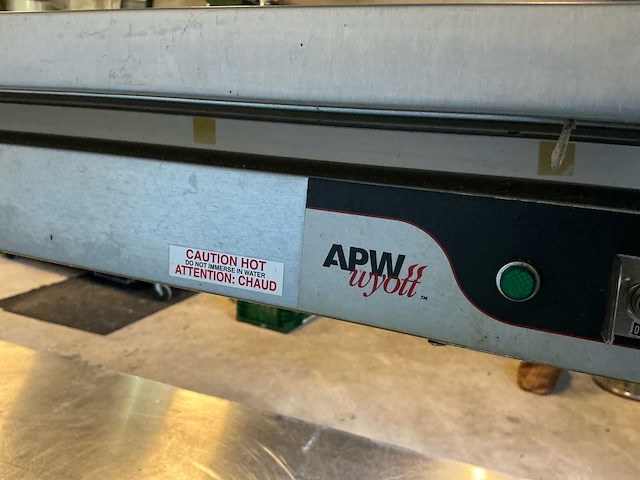 CAUTION HOT
DO NOT IMMERSE IN WATER
ATTENTION: CHAUD
APW
wyott
™